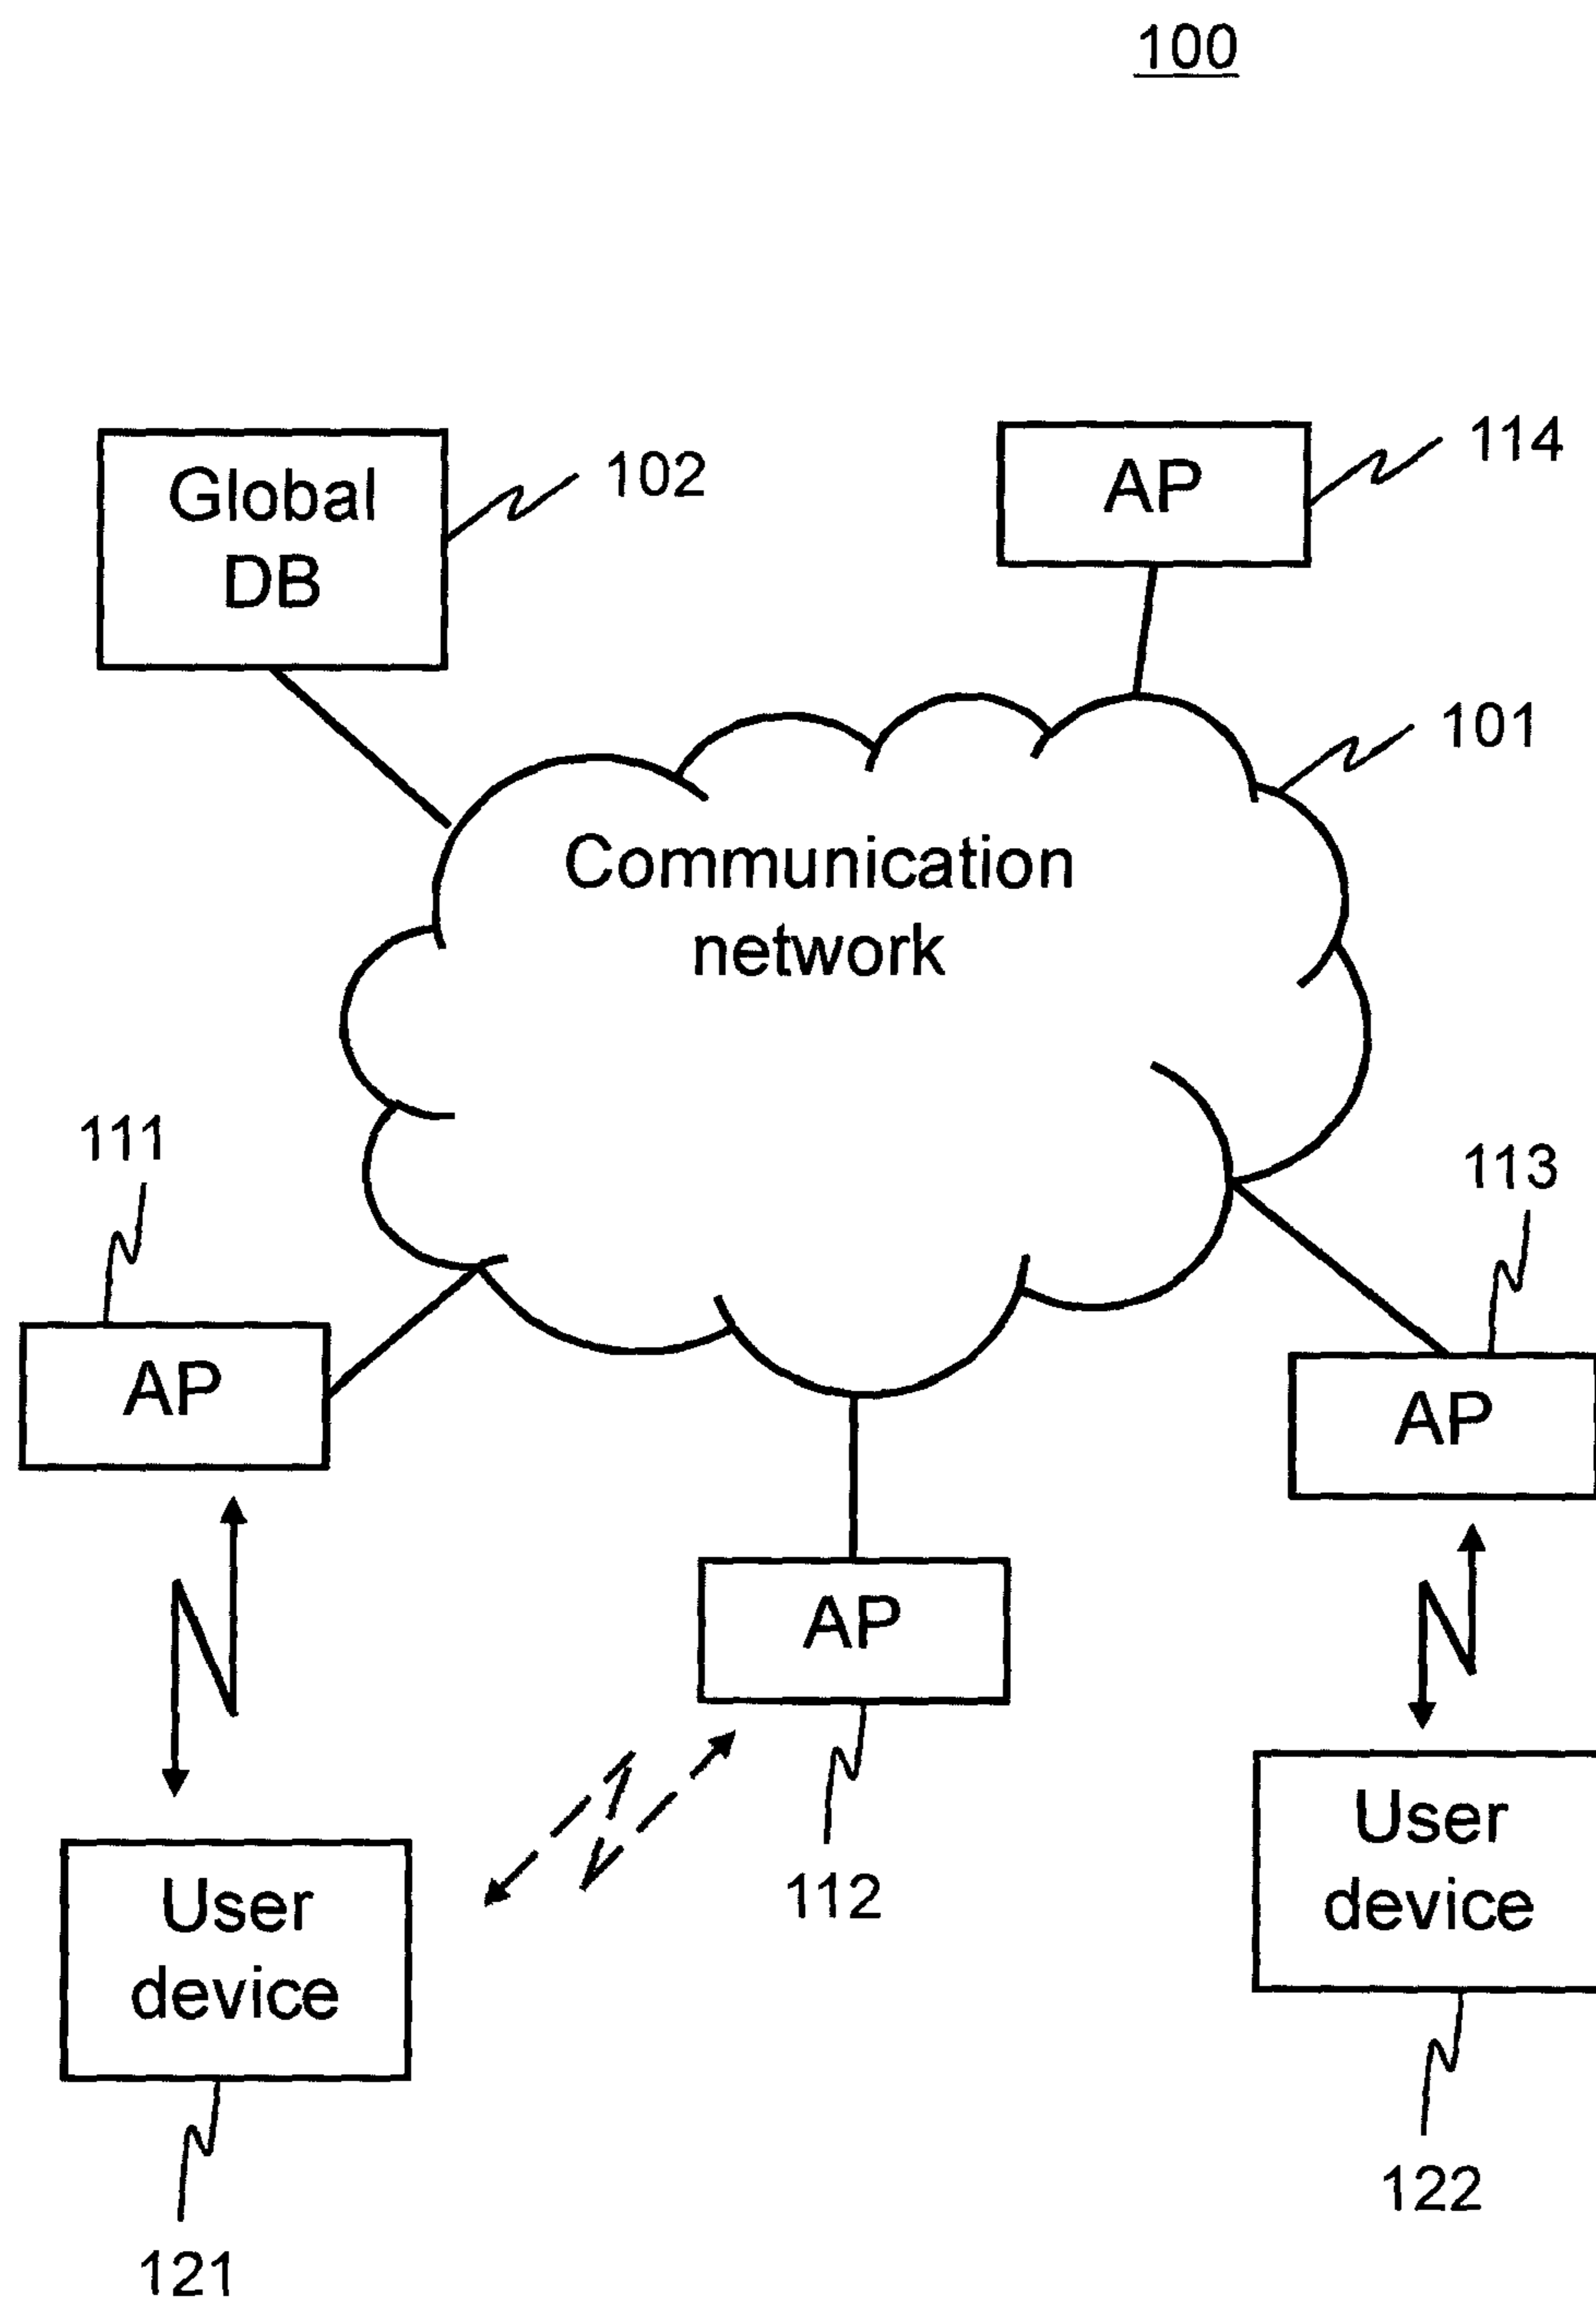 100
Global
DB
102
AP
114
101
Communication
network
111
113
AP
AP
AP
112
User
device
User
device
122
121